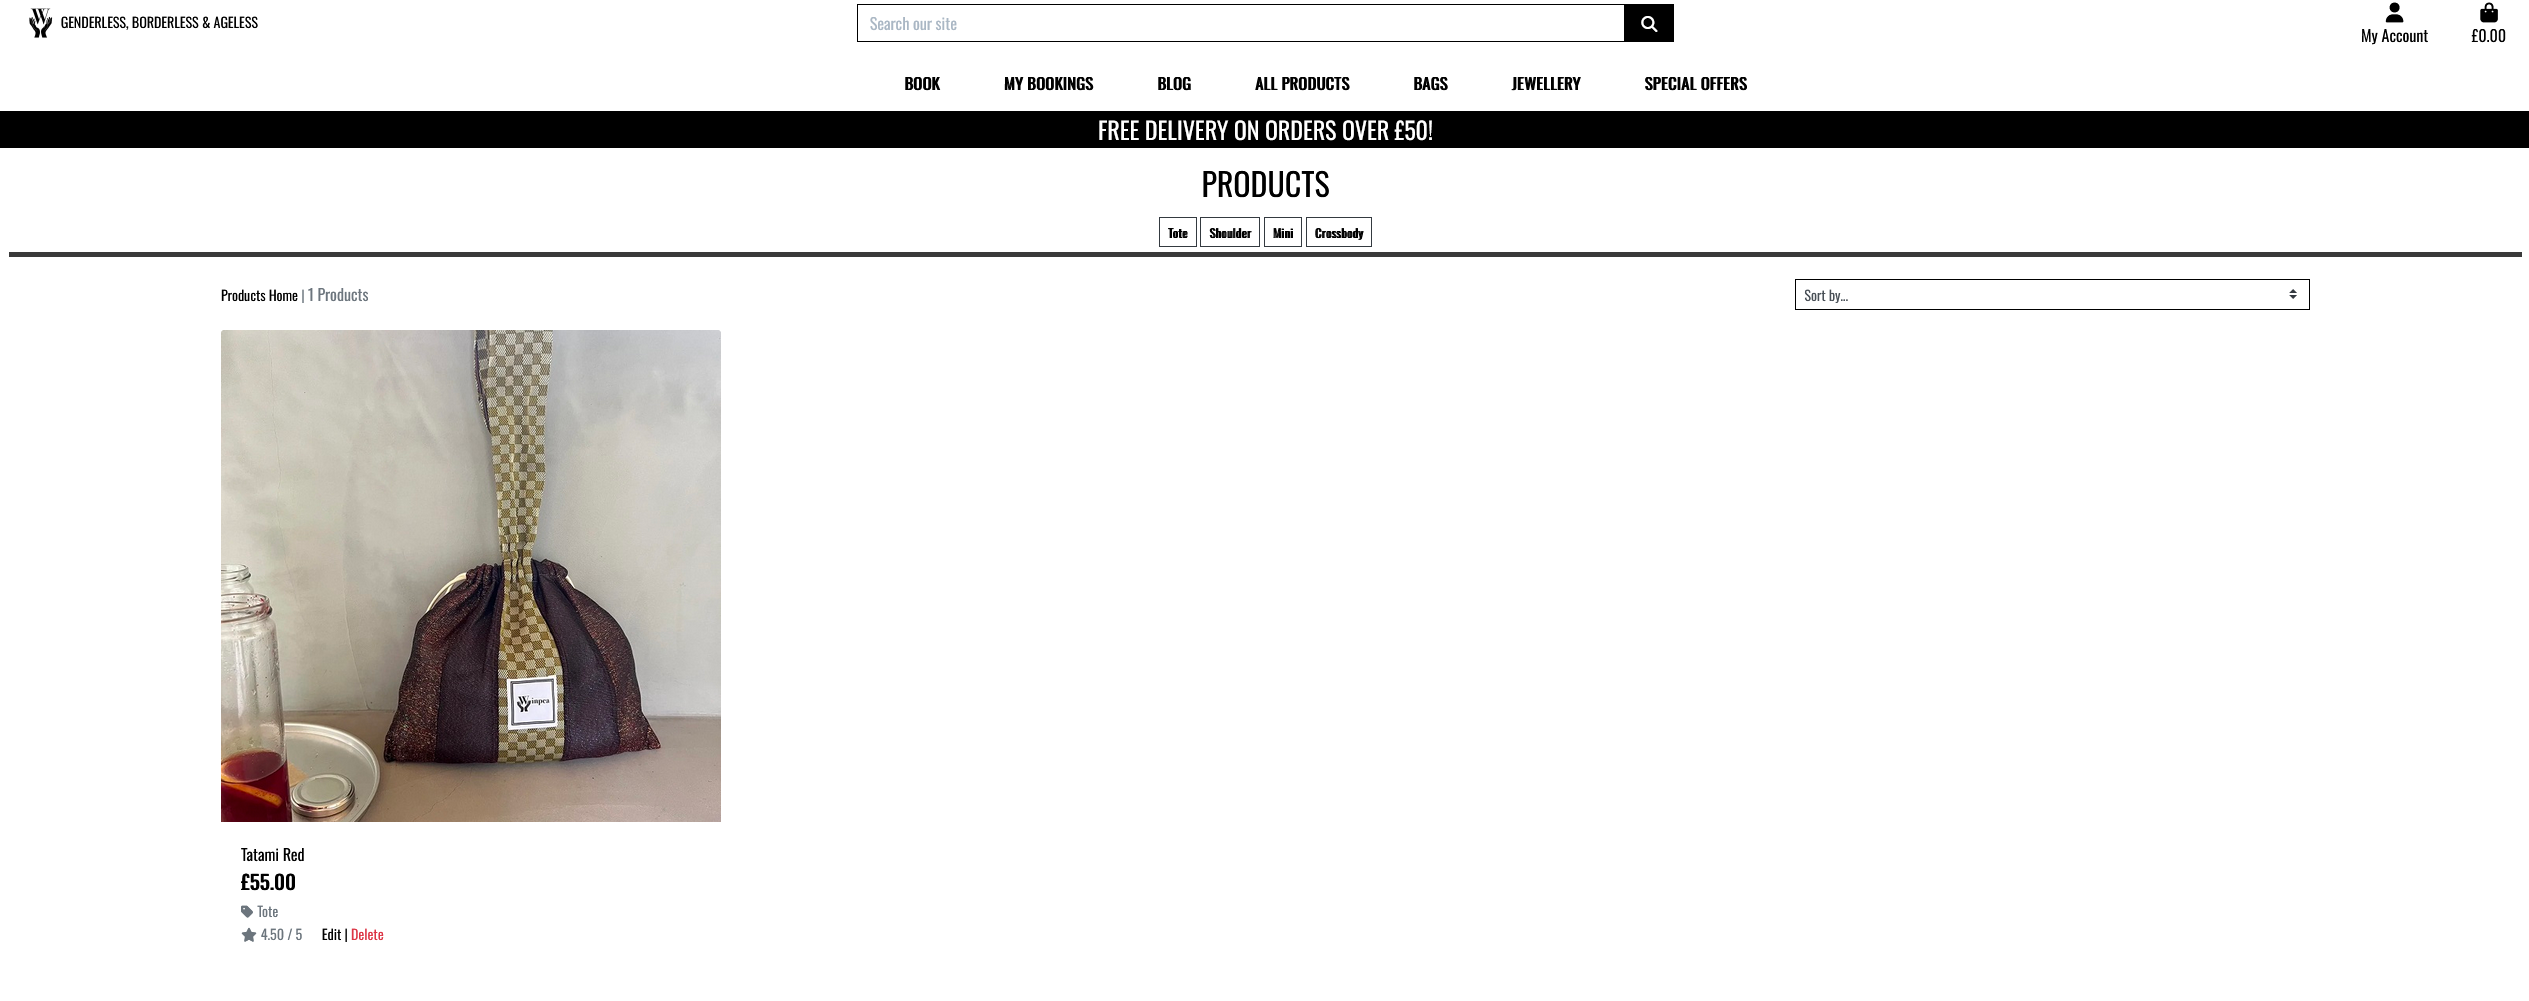 GENDERLESS, BORDERLESS & AGELESS
Search our site
My Account
£0.00
BOOK MY BOOKINGS BLOG ALL PRODUCTS BAGS JEWELLERY SPECIAL OFFERS
FREE DELIVERY ON ORDERS OVER £50!
PRODUCTS
Tote Shoulder Mini Crossbody
Products Home | 1 Products
Sort by...
Winpea
Tatami Red
£55.00
Tote
4.50 / 5 Edit | Delete